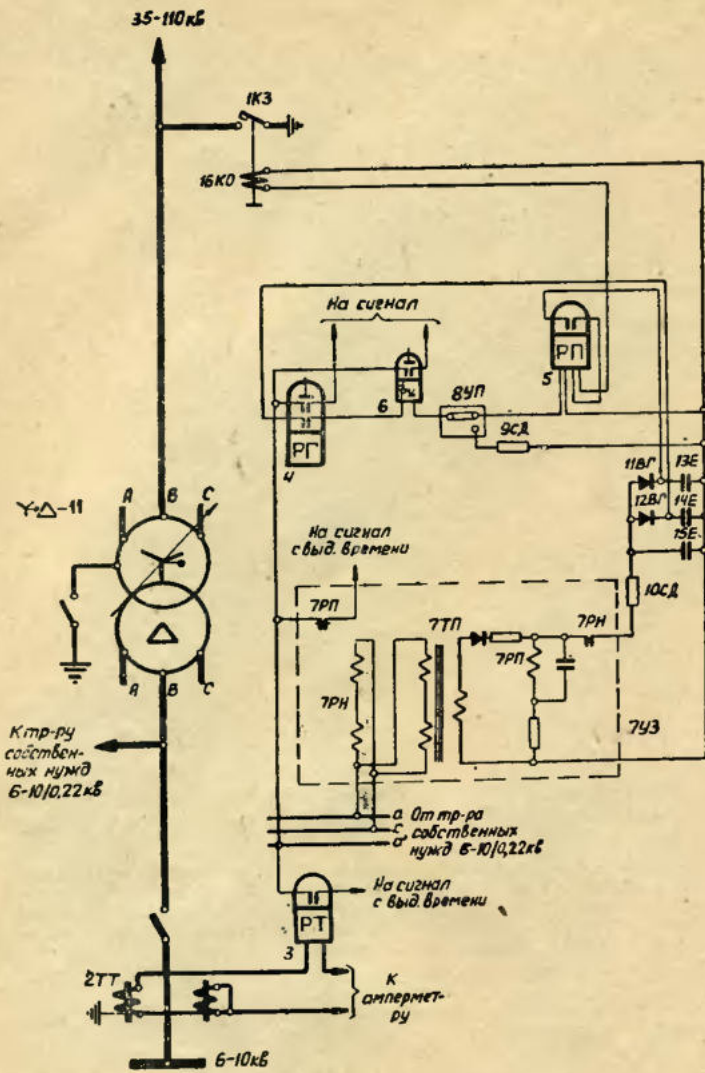 35-110кв
1КЗ
16КО
На сигнал
РП
5
6
8УП
9СД
РГ
4
11ВГ
13Е
12ВГ
14Е
15Е
10СД
Y-Δ-11
А
В
С
На сигнал
с выд. времени
7РП
7ТП
7РН
7РП
7РН
7УЗ
Δ
А
В
С
К тр-ру
собствен-
ных нужд
6-10/0,22кв
а От тр-ра
с собственных
о нужд 6-10/0,22кв
РТ
3
На сигнал
с выд. времени
2ТТ
К
ампермет-
ру
6-10кв